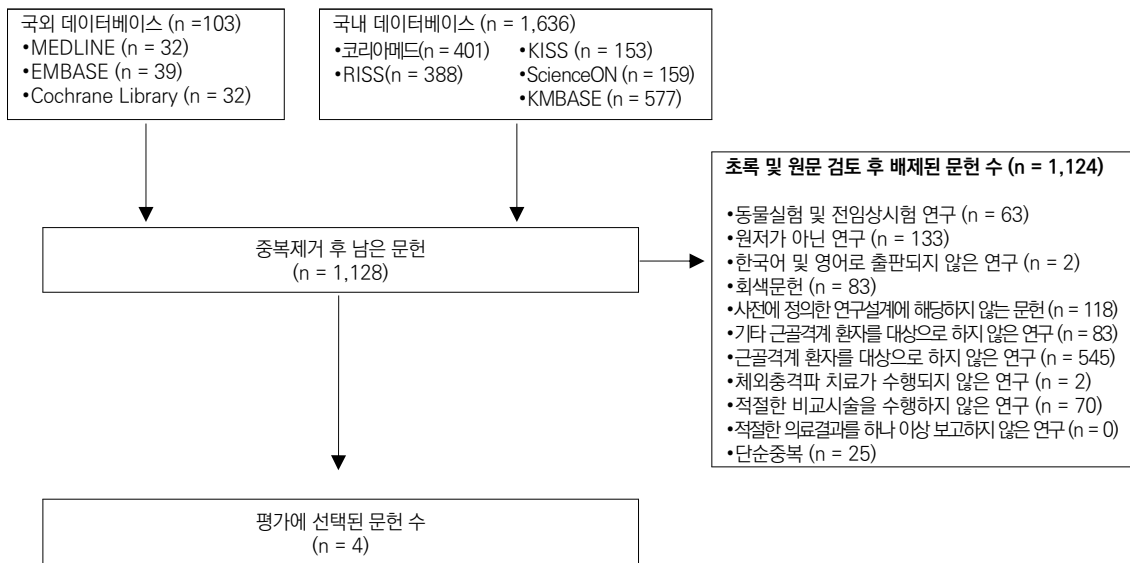 국외 데이터베이스 (n =103)
•MEDLINE (n = 32)
•EMBASE (n = 39)
•Cochrane Library (n = 32)
국내 데이터베이스 (n = 1,636)
•코리아메드(n = 401)
•RISS(n = 388)
•KISS (n = 153)
•ScienceON (n = 159)
•KMBASE (n = 577)
중복제거 후 남은 문헌
(n = 1,128)
초록 및 원문 검토 후 배제된 문헌 수 (n = 1,124)
•동물실험 및 전임상시험 연구 (n = 63)
•원저가 아닌 연구 (n = 133)
•한국어 및 영어로 출판되지 않은 연구 (n = 2)
•회색문헌 (n = 83)
•사전에 정의한 연구설계에 해당하지 않는 문헌 (n = 118)
•기타 근골격계 환자를 대상으로 하지 않은 연구 (n = 83)
•근골격계 환자를 대상으로 하지 않은 연구 (n = 545)
•체외충격파 치료가 수행되지 않은 연구 (n = 2)
•적절한 비교시술을 수행하지 않은 연구 (n = 70)
•적절한 의료결과를 하나 이상 보고하지 않은 연구 (n = 0)
•단순중복 (n = 25)
평가에 선택된 문헌 수
(n = 4)